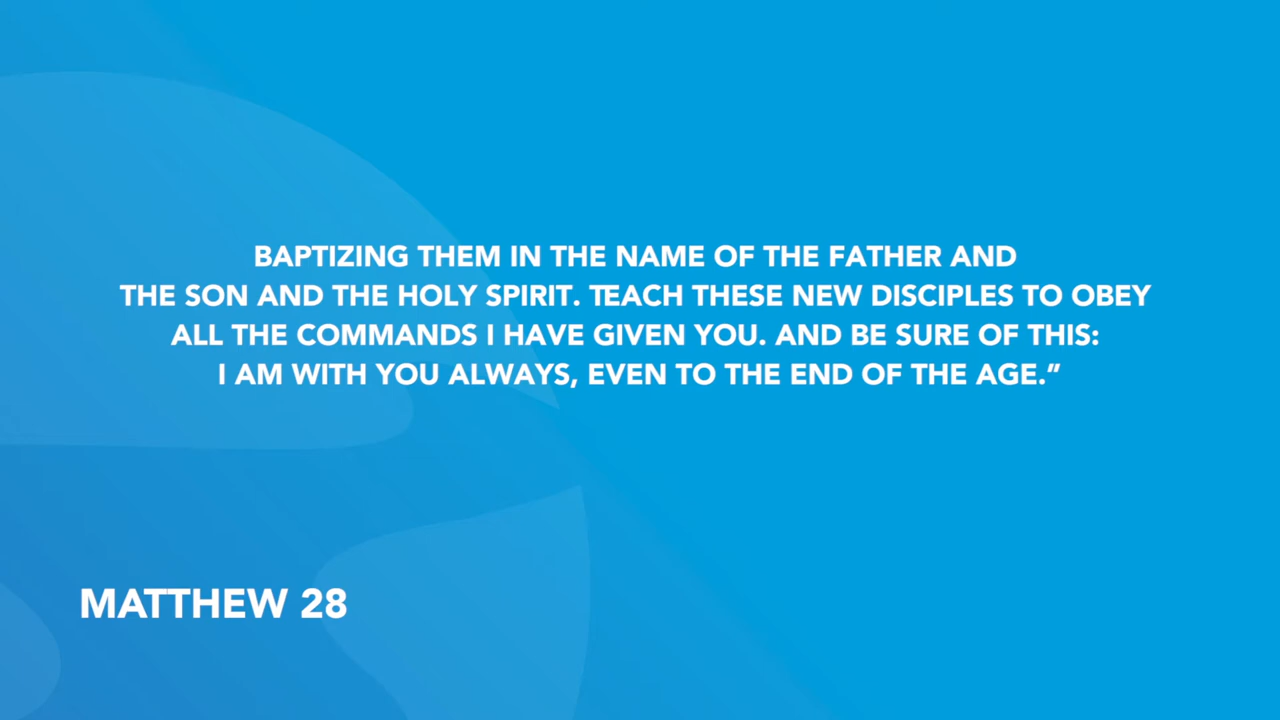 BAPTIZING THEM IN THE NAME OF THE FATHER AND
THE SON AND THE HOLY SPIRIT. TEACH THESE NEW DISCIPLES TO OBEY
ALL THE COMMANDS I HAVE GIVEN YOU. AND BE SURE OF THIS:
I AM WITH YOU ALWAYS, EVEN TO THE END OF THE AGE.”
MATTHEW 28